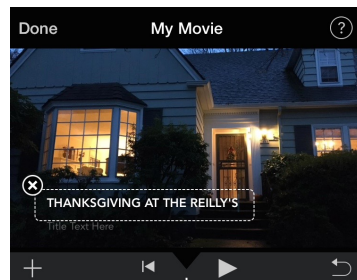 Done
My Movie
?
THANKSGIVING AT THE REILLY'S
Title Text Here